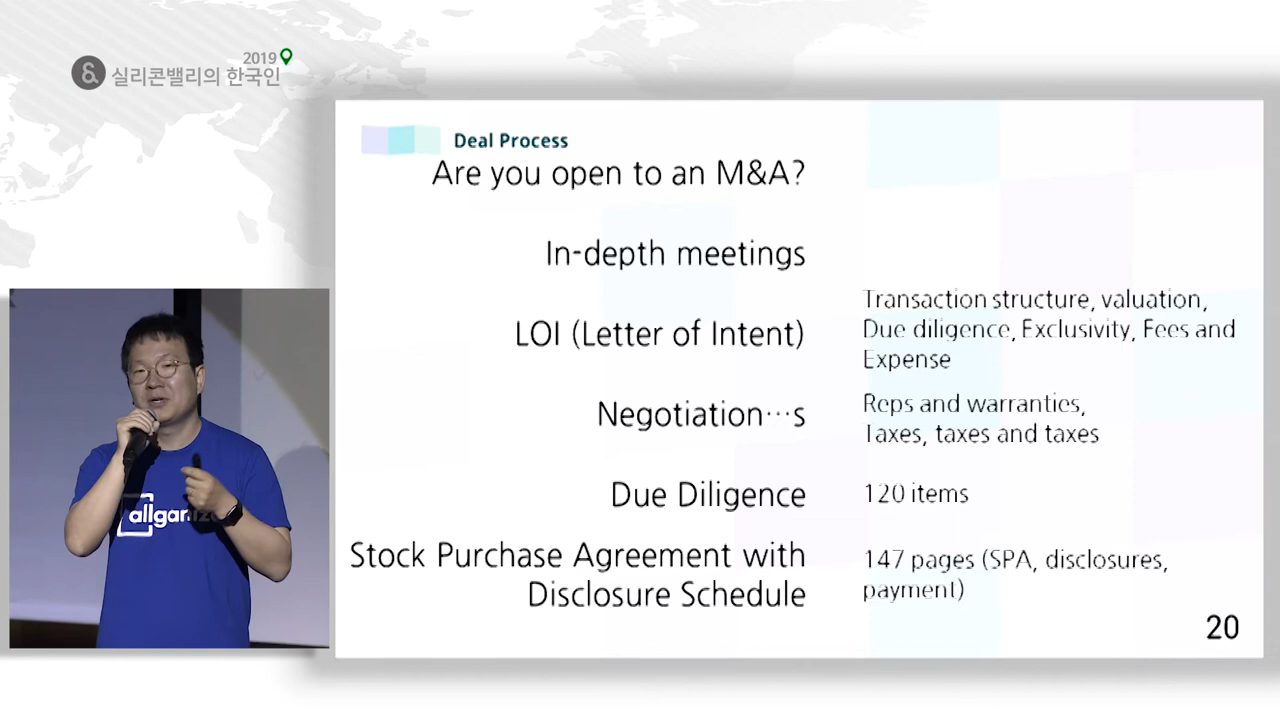 2019
& 실리콘밸리의 한국인
Deal Process
Are you open to an M&A?
In-depth meetings
LOI (Letter of Intent)
Transaction structure, valuation,
Due diligence, Exclusivity, Fees and
Expense
Negotiation···s
Reps and warranties,
Taxes, taxes and taxes
Due Diligence
120 items
Stock Purchase Agreement with
Disclosure Schedule
147 pages (SPA, disclosures,
payment)
20